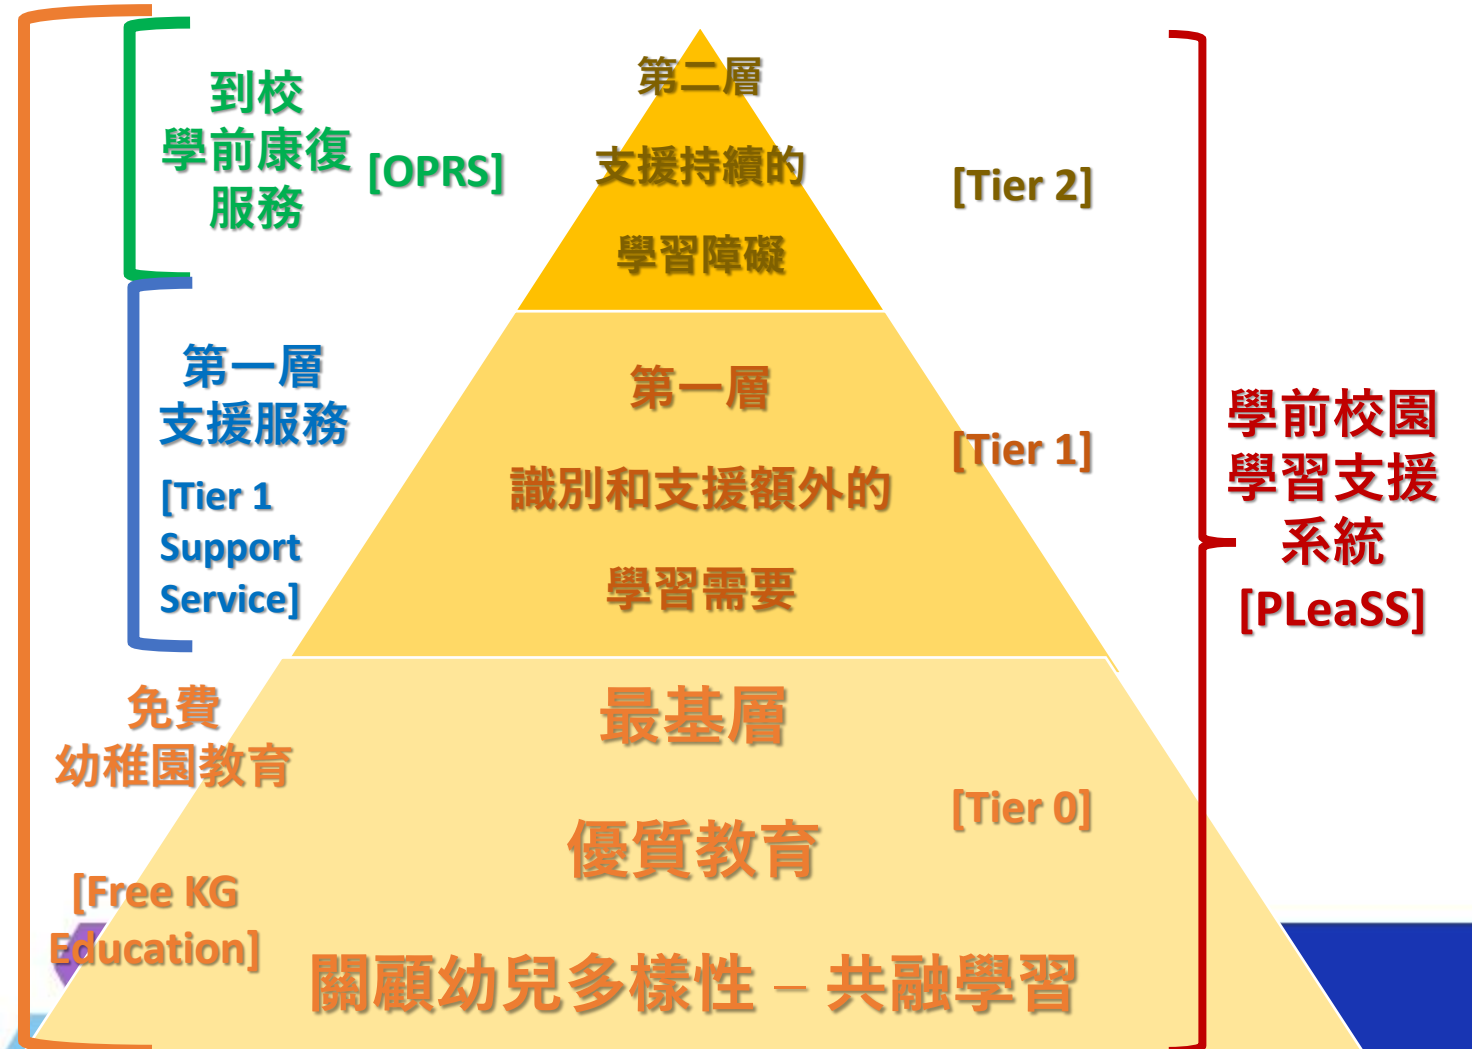 到校
學前康復
服務
[OPRS]
第一層
支援服務
[Tier 1
Support
Service]
免費
幼稚園教育
[Free KG
Education]
第二層
支援持續的
學習障礙
[Tier 2]
第一層
識別和支援額外的
學習需要
[Tier 1]
最基層
優質教育
關顧幼兒多樣性 – 共融學習
[Tier 0]
學前校園
學習支援
系統
[PLeaSS]